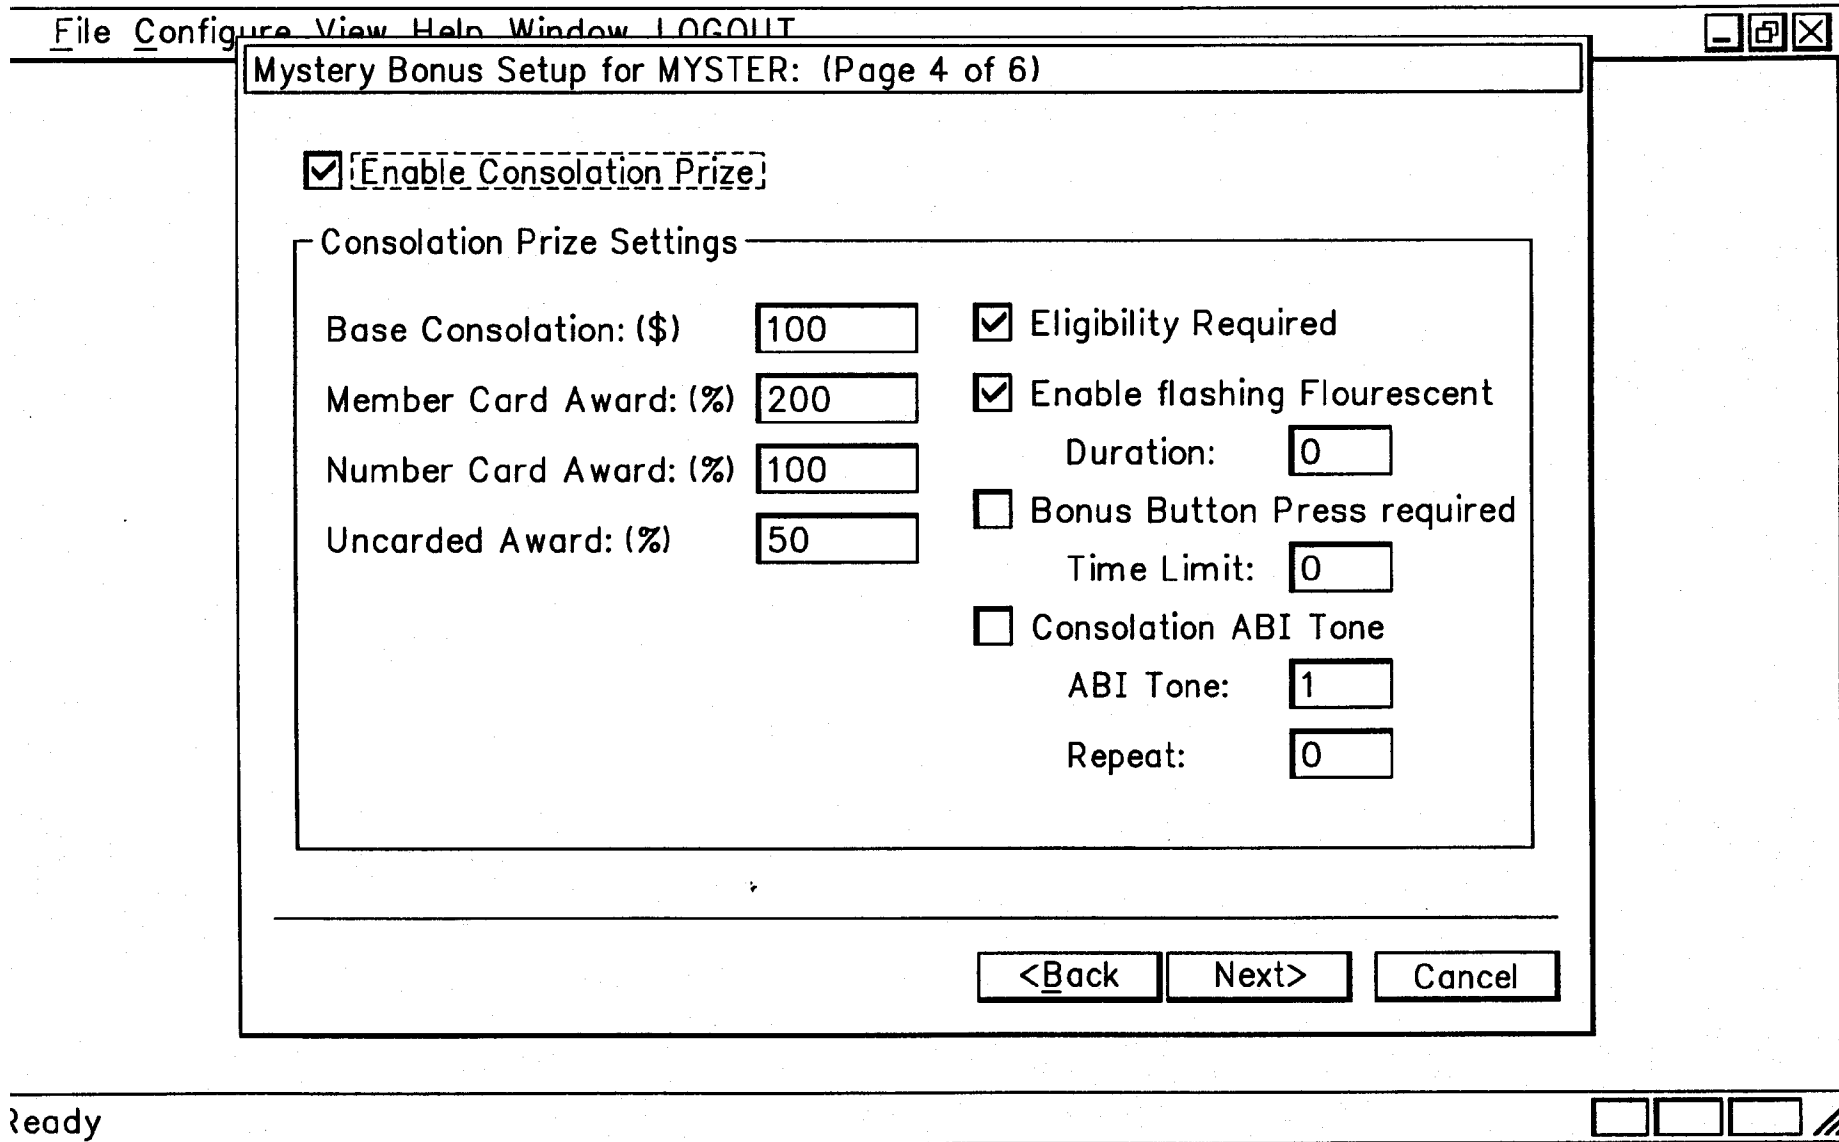 File Configure View Help Window LOGOUT
Mystery Bonus Setup for MYSTER: (Page 4 of 6)
Enable Consolation Prize
Consolation Prize Settings
Base Consolation: ($) 100
Member Card Award: (%) 200
Number Card Award: (%) 100
Uncarded Award: (%) 50
Eligibility Required
Enable flashing Flourescent
Duration: 0
Bonus Button Press required
Time Limit: 0
Consolation ABI Tone
ABI Tone: 1
Repeat: 0
<Back Next> Cancel
Ready